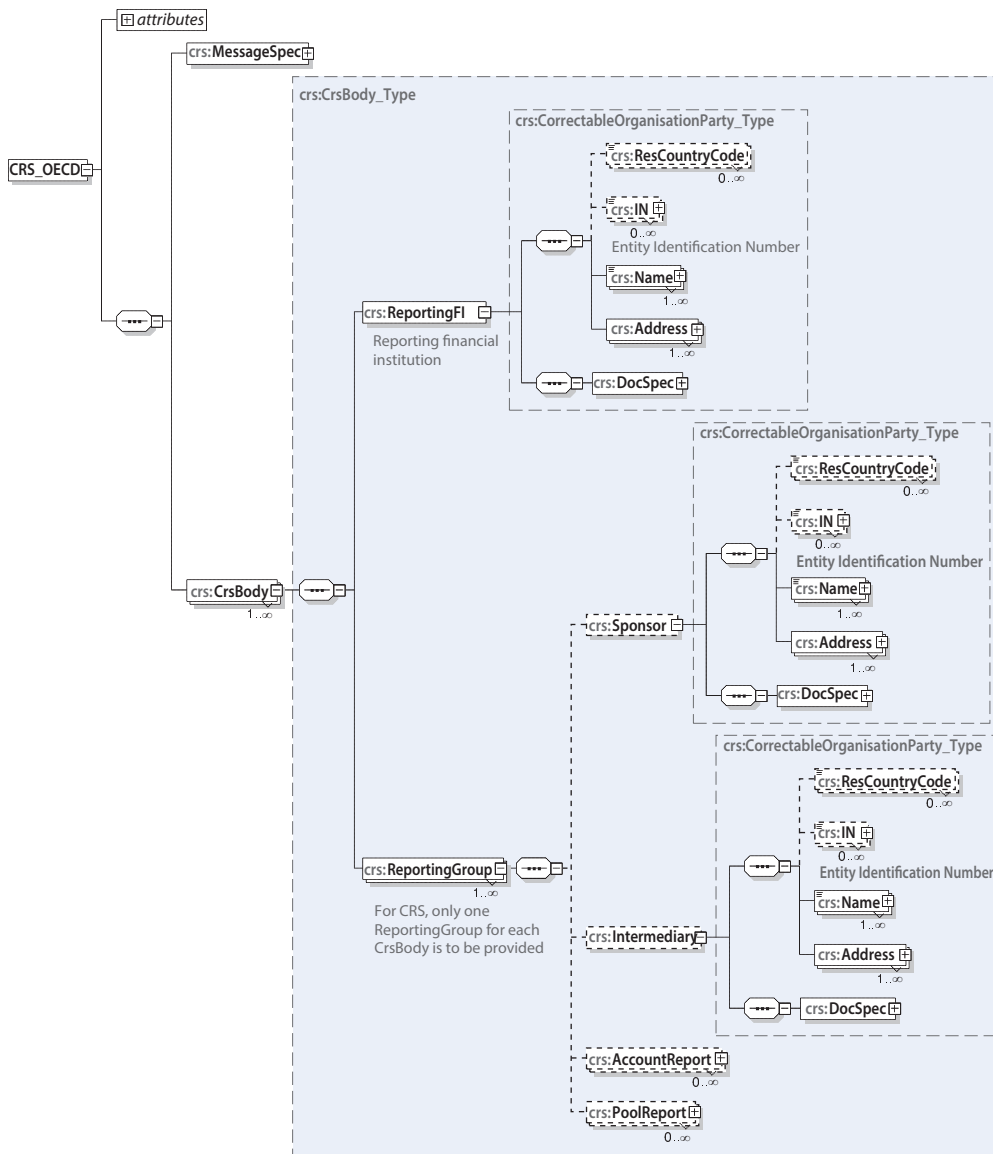 attributes
crs:MessageSpec
crs:CrsBody_Type
crs:CorrectableOrganisationParty_Type
crs:ResCountryCode
0..∞
CRS_OECD
crs:IN
0..∞
Entity Identification Number
crs:Name
1..∞
crs:ReportingFI
crs:Address
1..∞
Reporting financial
institution
crs:DocSpec
crs:CorrectableOrganisationParty_Type
crs:ResCountryCode
0..∞
crs:IN
0..∞
Entity Identification Number
crs:CrsBody
1..∞
crs:Name
1..∞
crs:Sponsor
crs:Address
1..∞
crs:DocSpec
crs:CorrectableOrganisationParty_Type
crs:ResCountryCode
0..∞
crs:IN
0..∞
crs:ReportingGroup
1..∞
Entity Identification Number
For CRS, only one
ReportingGroup for each
CrsBody is to be provided
crs:Name
1..∞
crs:Intermediary
crs:Address
1..∞
crs:DocSpec
crs:AccountReport
0..∞
crs:PoolReport
0..∞